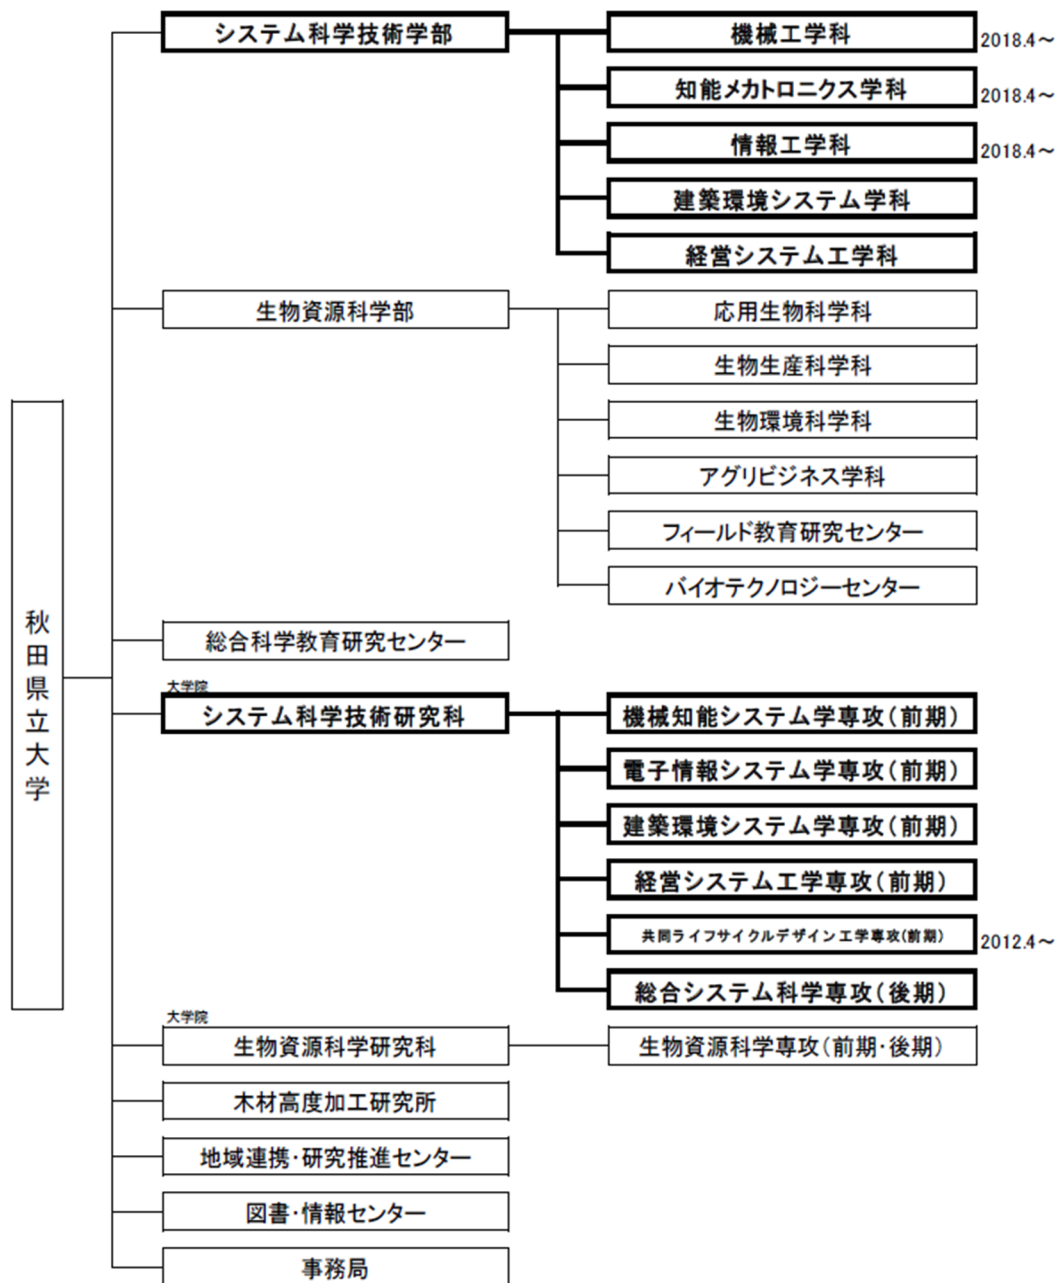 秋田県立大学
システム科学技術学部
機械工学科
2018.4～
知能メカトロニクス学科
2018.4～
情報工学科
2018.4～
建築環境システム学科
経営システム工学科
生物資源科学部
応用生物科学科
生物生産科学科
生物環境科学科
アグリビジネス学科
フィールド教育研究センター
バイオテクノロジーセンター
総合科学教育研究センター
大学院
システム科学技術研究科
機械知能システム学専攻(前期)
電子情報システム学専攻(前期)
建築環境システム学専攻(前期)
経営システム工学専攻(前期)
共同ライフサイクルデザイン工学専攻(前期)
2012.4～
総合システム科学専攻(後期)
大学院
生物資源科学研究科
生物資源科学専攻(前期・後期)
木材高度加工研究所
地域連携・研究推進センター
図書・情報センター
事務局